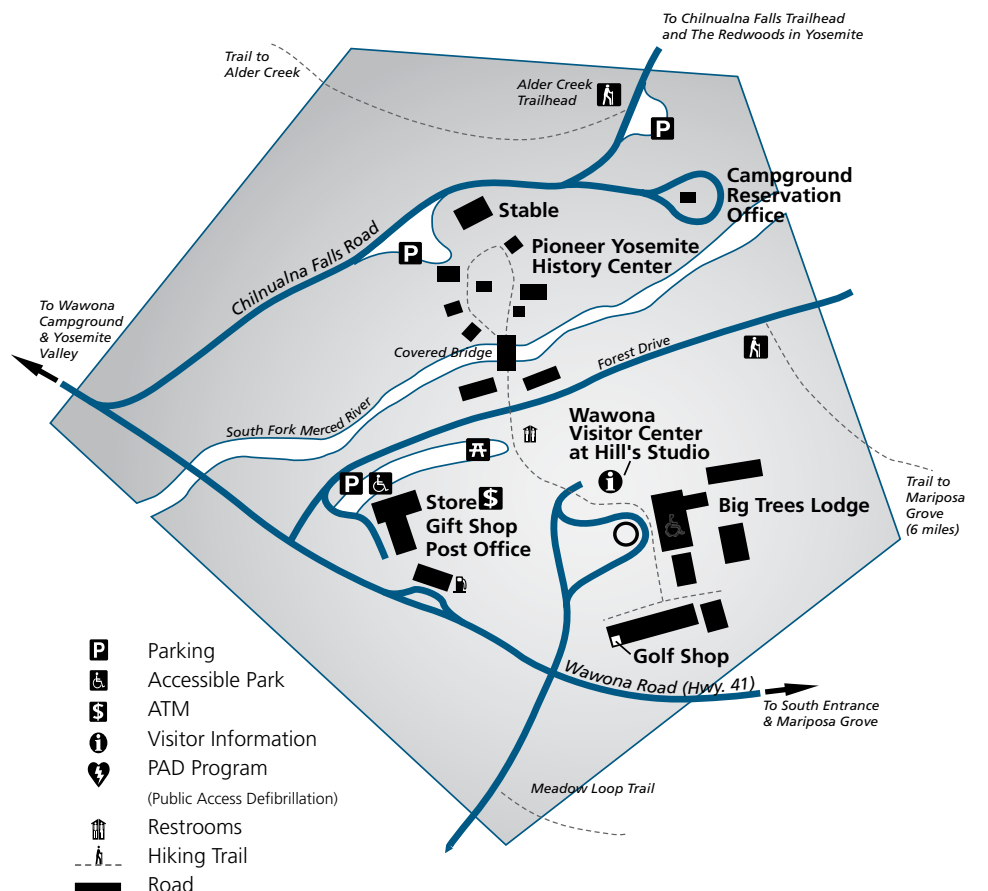 To Chilnualna Falls Trailhead
and The Redwoods in Yosemite
Trail to
Alder Creek
Alder Creek
Trailhead
P
Campground
Reservation
Office
Stable
P
Pioneer Yosemite
History Center
Chilnualna Falls Road
To Wawona
Campground
& Yosemite
Valley
Covered Bridge
Forest Drive
South Fork Merced River
Wawona
Visitor Center
at Hill's Studio
i
P
Store $
Gift Shop
Post Office
Big Trees Lodge
Trail to
Mariposa
Grove
(6 miles)
Golf Shop
Wawona Road (Hwy. 41)
To South Entrance
& Mariposa Grove
Meadow Loop Trail
P Parking
Accessible Park
$ ATM
i Visitor Information
PAD Program
(Public Access Defibrillation)
Restrooms
Hiking Trail
Road